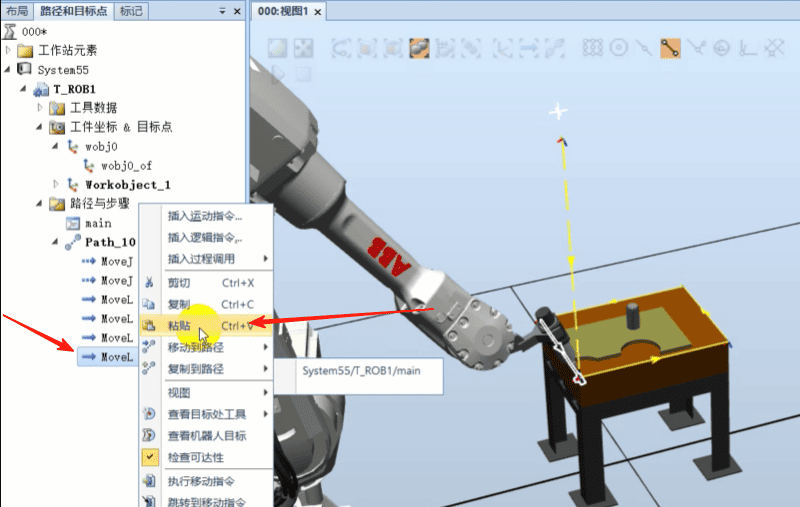 布局 路径和目标点 标记
000:视图1
000*
工作站元素
System55
T_ROB1
工具数据
工件坐标 & 目标点
wobj0
wobj0_of
Workobject_1
路径与步骤
main
Path_10
MoveJ
MoveJ
MoveL
MoveL
MoveL
MoveL
插入运动指令...
插入逻辑指令...
插入过程调用
剪切 Ctrl+X
复制 Ctrl+C
粘贴 Ctrl+V
移动到路径
复制到路径
视图
查看目标处工具
查看机器人目标
检查可达性
执行移动指令
跳转到移动指令
System55/T_ROB1/main
ABB